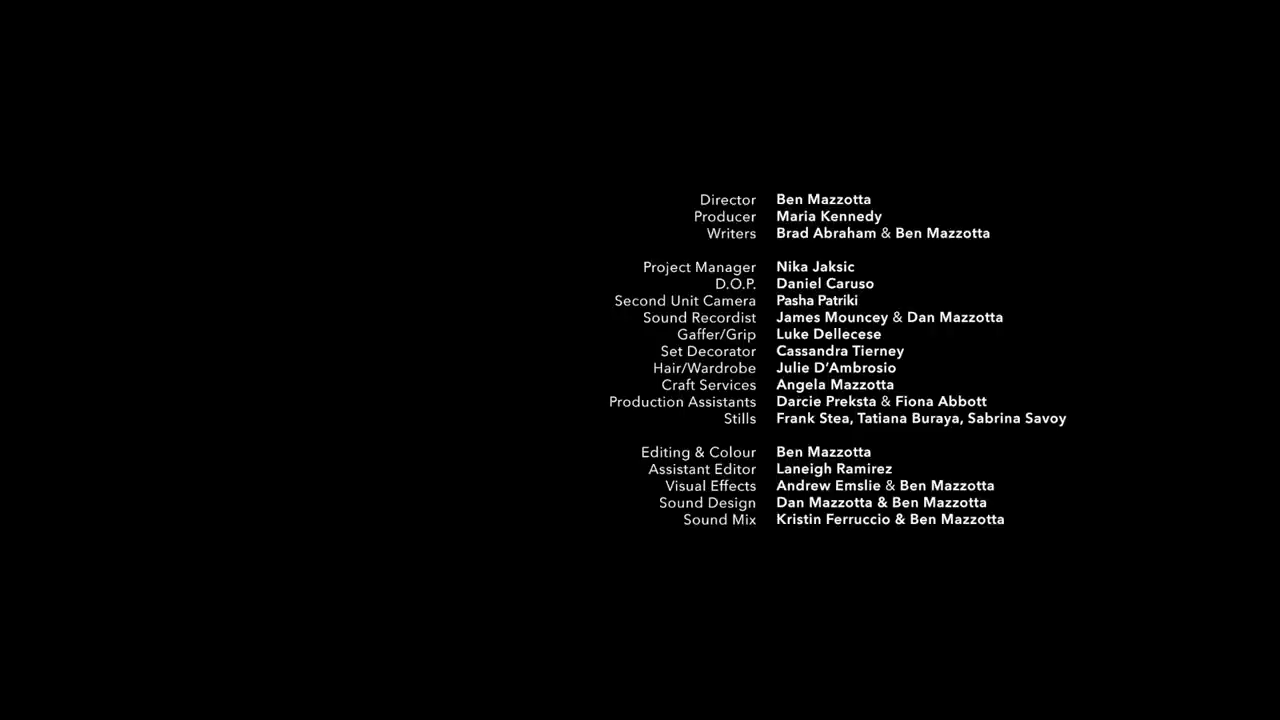 Director Ben Mazzotta
Producer Maria Kennedy
Writers Brad Abraham & Ben Mazzotta
Project Manager Nika Jaksic
D.O.P. Daniel Caruso
Second Unit Camera Pasha Patriki
Sound Recordist James Mouncey & Dan Mazzotta
Gaffer/Grip Luke Dellecese
Set Decorator Cassandra Tierney
Hair/Wardrobe Julie D’Ambrosio
Craft Services Angela Mazzotta
Production Assistants Darcie Preksta & Fiona Abbott
Stills Frank Stea, Tatiana Buraya, Sabrina Savoy
Editing & Colour Ben Mazzotta
Assistant Editor Laneigh Ramirez
Visual Effects Andrew Emslie & Ben Mazzotta
Sound Design Dan Mazzotta & Ben Mazzotta
Sound Mix Kristin Ferruccio & Ben Mazzotta